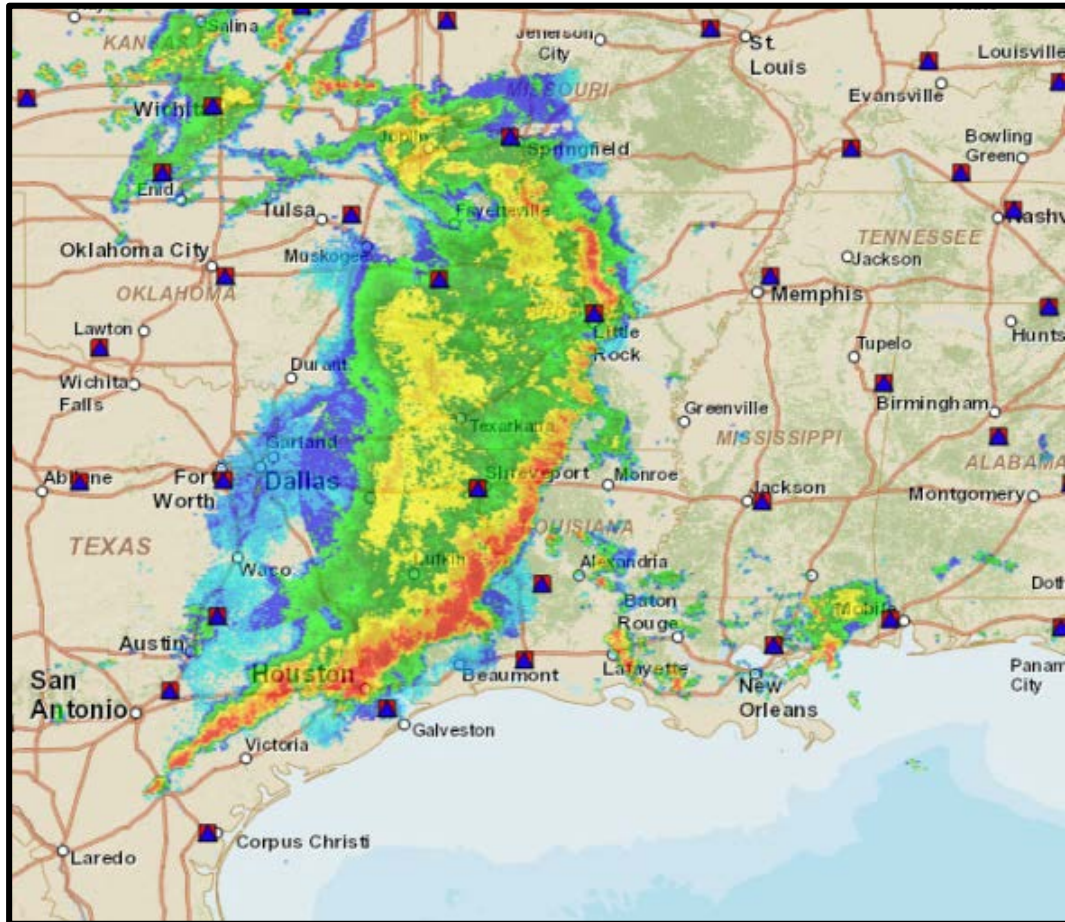 Salina
Jefferson
City
St
Louis
Louisville
KANSAS
MISSOURI
Evansville
Wichita
Bowling
Green
Joplin
Springfield
Enid
Tulsa
Fayetteville
Nashv
TENNESSEE
Oklahoma City
Muskogee
Jackson
OKLAHOMA
Memphis
Lawton
Little
Rock
Hunts
Tupelo
Durant
Wichita
Falls
Greenville
Birmingham
Texarkana
MISSISSIPPI
Garland
ALABAMA
Abilene
Fort
Worth
Dallas
Shreveport
Monroe
Jackson
Montgomery
LOUISIANA
TEXAS
Waco
Lufkin
Alexandria
Doth
Baton
Rouge
Mobile
Austin
Houston
Beaumont
Lafayette
San
Antonio
New
Orleans
Panam
City
Victoria
Galveston
Corpus Christi
Laredo